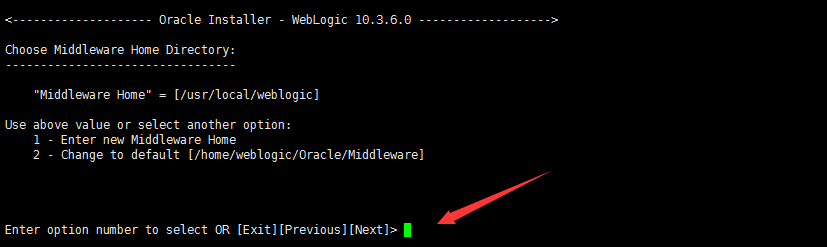 <-------------------- Oracle Installer - WebLogic 10.3.6.0 ------------------->
Choose Middleware Home Directory:
---------------------------------
"Middleware Home" = [/usr/local/weblogic]
Use above value or select another option:
1 - Enter new Middleware Home
2 - Change to default [/home/weblogic/Oracle/Middleware]
Enter option number to select OR [Exit][Previous][Next]>